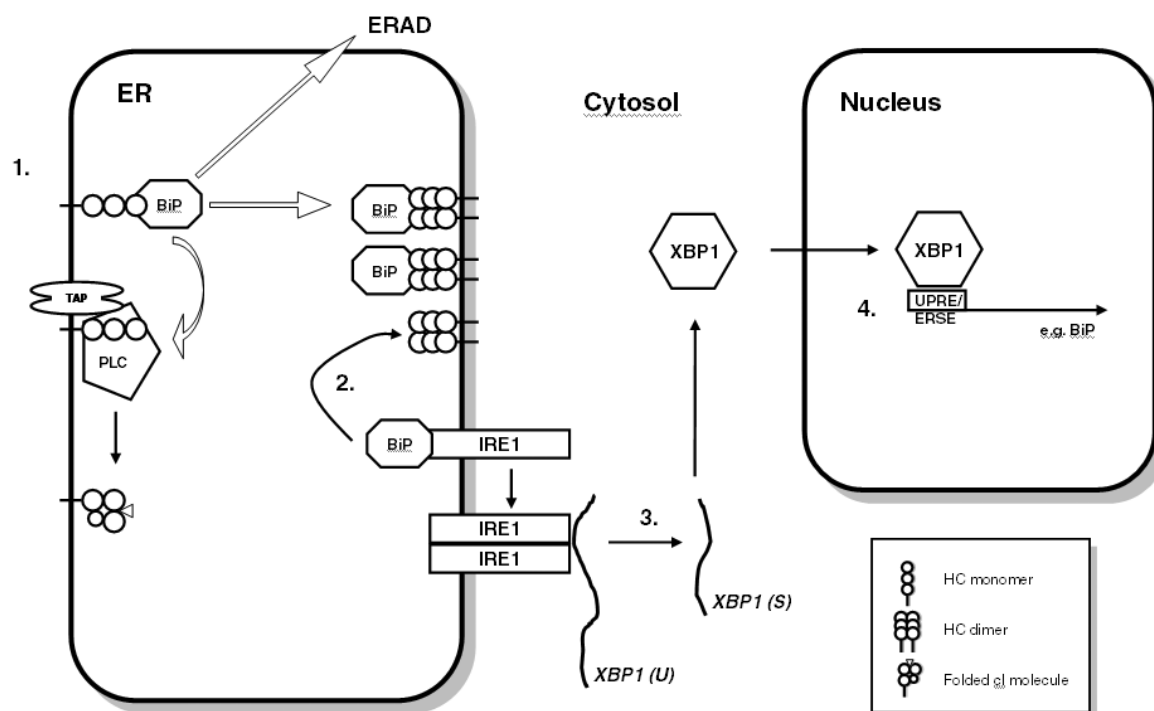 ERAD
ER
Cytosol
Nucleus
1.
BiP
BiP
BiP
TAP
PLC
2.
BiP
IRE1
IRE1
IRE1
3.
XBP1 (U)
XBP1 (S)
XBP1
XBP1
4.
UPRE/
ERSE
e.g. BiP
HC monomer
HC dimer
Folded cI molecule